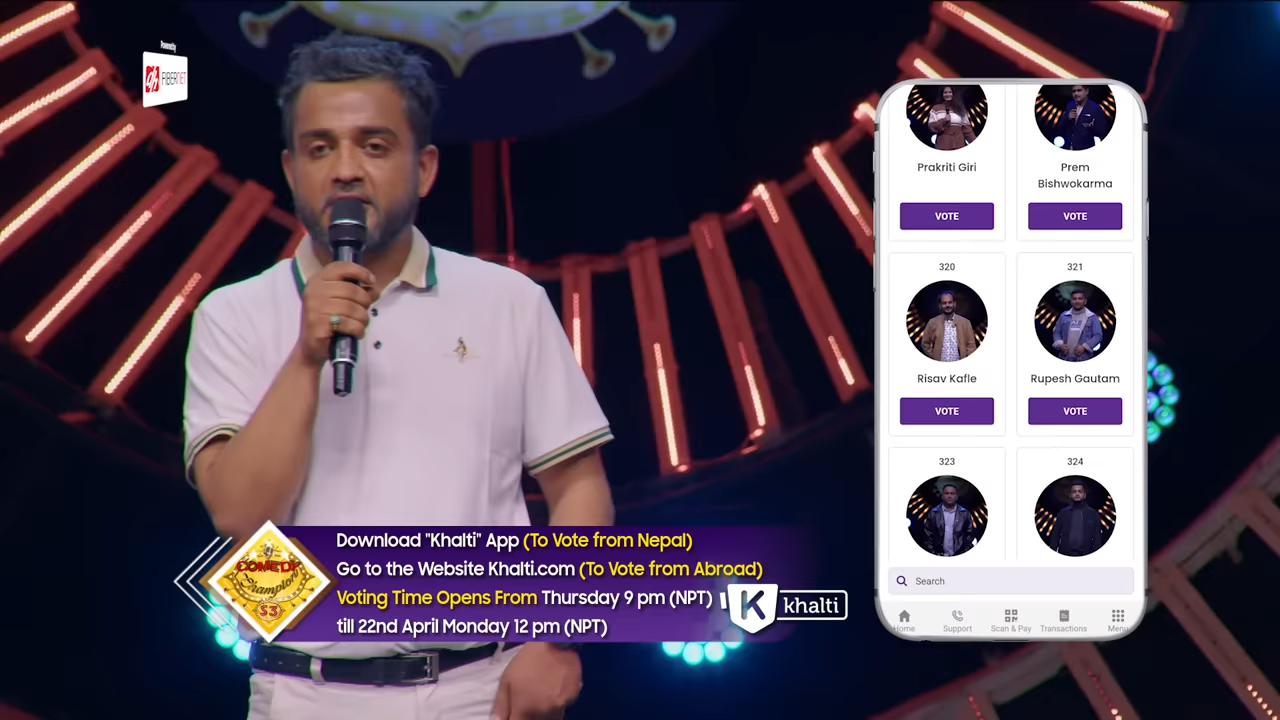 Powered by
FIBERNET
Prakriti Giri
Prem
Bishwokarma
VOTE
VOTE
320
321
Risav Kafle
Rupesh Gautam
VOTE
VOTE
323
324
Search
Home
Support
Scan & Pay
Transactions
Menu
Download "Khalti" App (To Vote from Nepal)
Go to the Website Khalti.com (To Vote from Abroad)
Voting Time Opens From Thursday 9 pm (NPT)
till 22nd April Monday 12 pm (NPT)
COMEDY
Champion
S3
K khalti